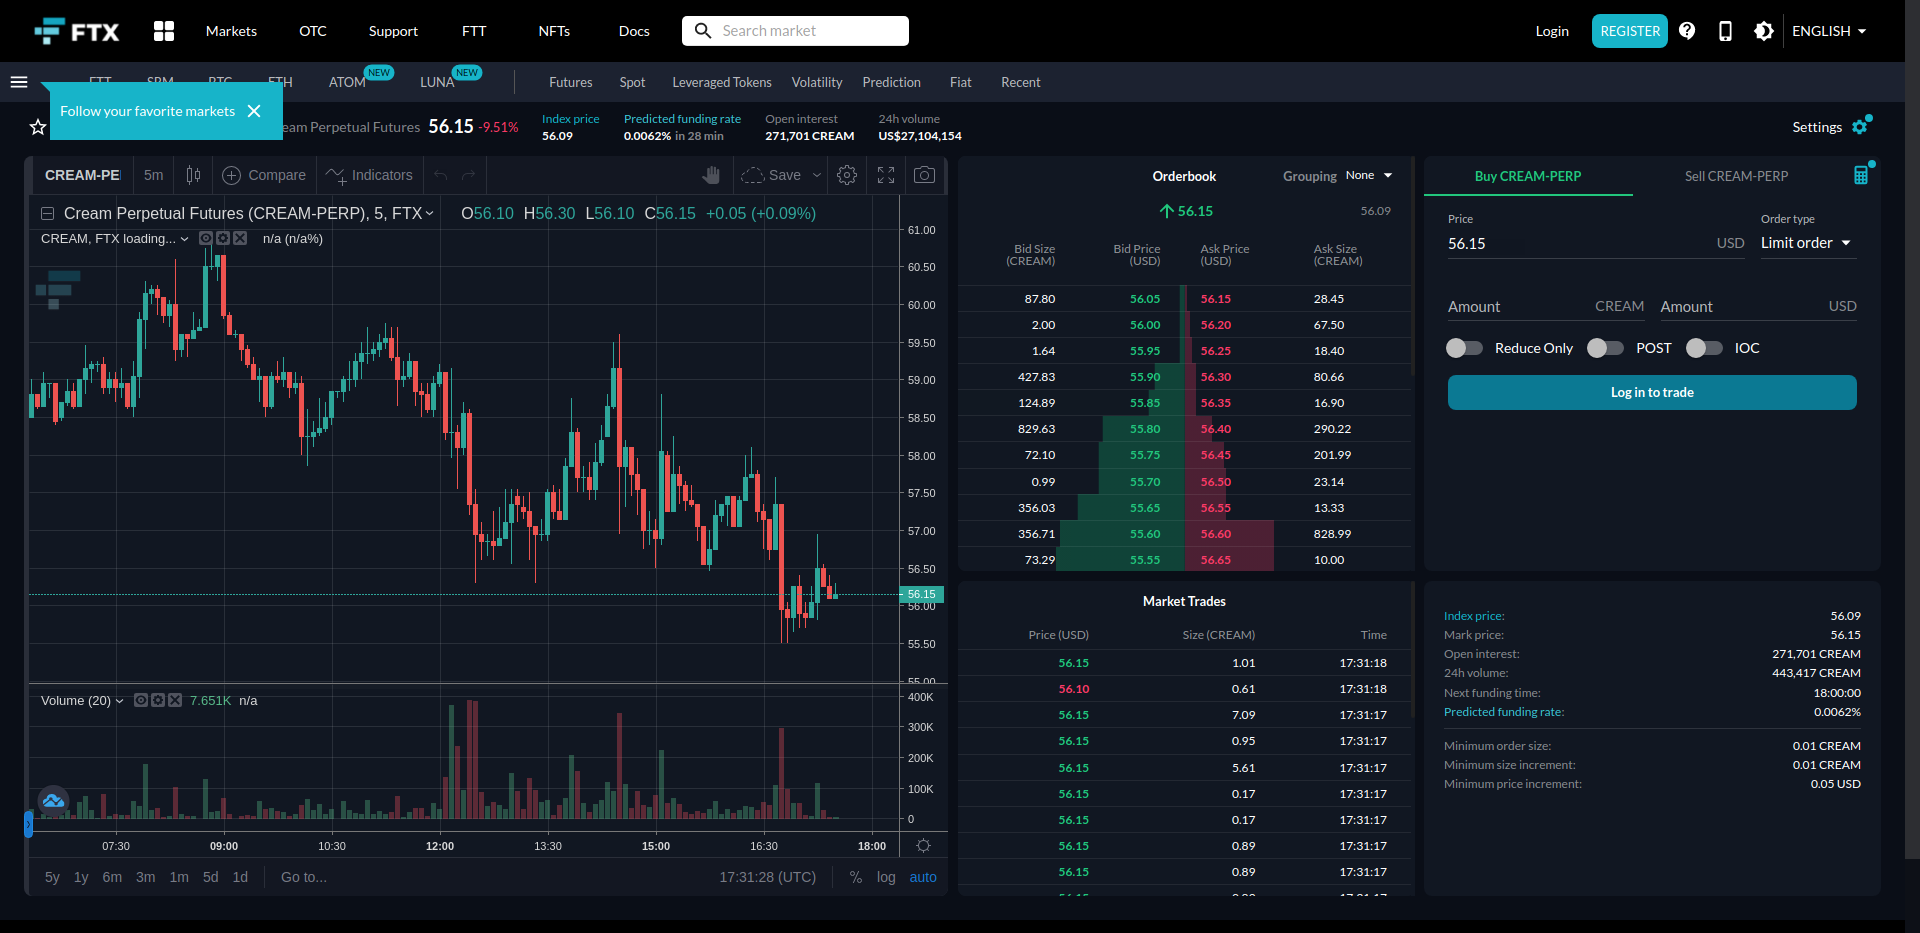 FTX
Markets
OTC
Support
FTT
NFTs
Docs
Search market
Login
REGISTER
ENGLISH
ATOM
NEW
LUNA
NEW
Futures
Spot
Leveraged Tokens
Volatility
Prediction
Fiat
Recent
Follow your favorite markets
Perpetual Futures
56.15
-9.51%
Index price
56.09
Predicted funding rate
0.0062% in 28 min
Open interest
271,701 CREAM
24h volume
US$27,104,154
Settings
CREAM-PE
5m
Compare
Indicators
Save
Cream Perpetual Futures (CREAM-PERP), 5, FTX
O56.10 H56.30 L56.10 C56.15 +0.05 (+0.09%)
CREAM, FTX loading...
n/a (n/a%)
61.00
60.50
60.00
59.50
59.00
58.50
58.00
57.50
57.00
56.50
56.15
56.00
55.50
55.00
Volume (20)
7.651K n/a
400K
300K
200K
100K
0
07:30
09:00
10:30
12:00
13:30
15:00
16:30
18:00
5y 1y 6m 3m 1m 5d 1d
Go to...
17:31:28 (UTC)
% log auto
Orderbook
Grouping None
56.15
56.09
Bid Size (CREAM)
Bid Price (USD)
Ask Price (USD)
Ask Size (CREAM)
87.80 56.05 56.15 28.45
2.00 56.00 56.20 67.50
1.64 55.95 56.25 18.40
427.83 55.90 56.30 80.66
124.89 55.85 56.35 16.90
829.63 55.80 56.40 290.22
72.10 55.75 56.45 201.99
0.99 55.70 56.50 23.14
356.03 55.65 56.55 13.33
356.71 55.60 56.60 828.99
73.29 55.55 56.65 10.00
Market Trades
Price (USD) Size (CREAM) Time
56.15 1.01 17:31:18
56.10 0.61 17:31:18
56.15 7.09 17:31:17
56.15 0.95 17:31:17
56.15 5.61 17:31:17
56.15 0.17 17:31:17
56.15 0.17 17:31:17
56.15 0.89 17:31:17
56.15 0.89 17:31:17
Buy CREAM-PERP
Sell CREAM-PERP
Price
56.15 USD
Order type
Limit order
Amount CREAM
Amount USD
Reduce Only
POST
IOC
Log in to trade
Index price: 56.09
Mark price: 56.15
Open interest: 271,701 CREAM
24h volume: 443,417 CREAM
Next funding time: 18:00:00
Predicted funding rate: 0.0062%
Minimum order size: 0.01 CREAM
Minimum size increment: 0.01 CREAM
Minimum price increment: 0.05 USD